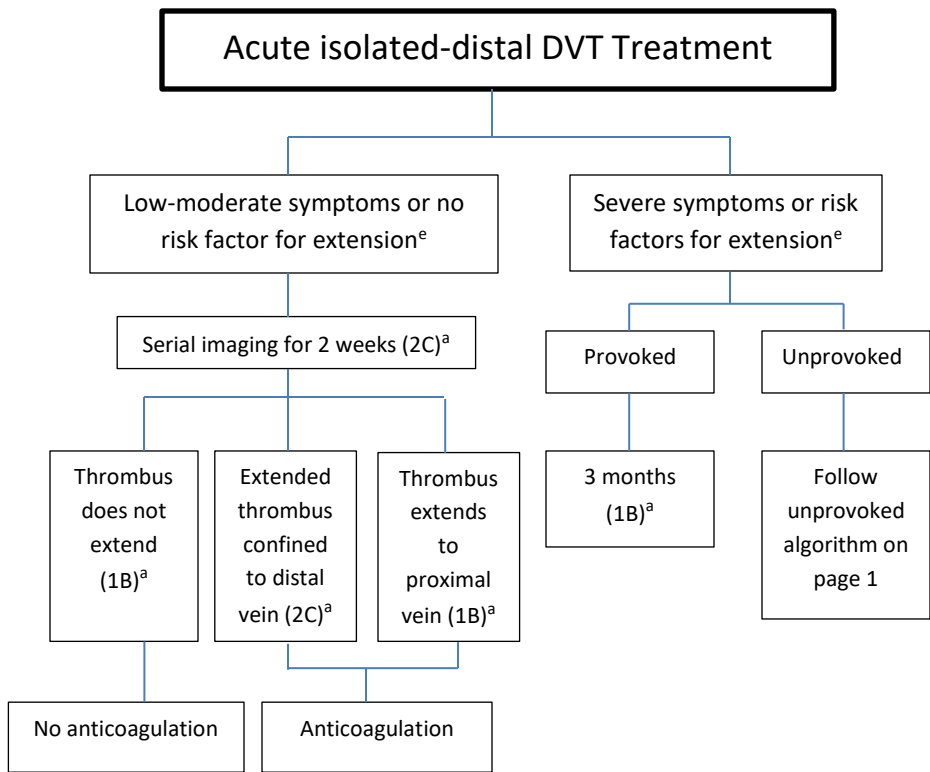 Acute isolated-distal DVT Treatment
Low-moderate symptoms or no
risk factor for extensionᵉ
Severe symptoms or risk
factors for extensionᵉ
Serial imaging for 2 weeks (2C)ᵃ
Provoked
Unprovoked
Thrombus
does not
extend
(1B)ᵃ
Extended
thrombus
confined
to distal
vein (2C)ᵃ
Thrombus
extends
to
proximal
vein (1B)ᵃ
3 months
(1B)ᵃ
Follow
unprovoked
algorithm on
page 1
No anticoagulation
Anticoagulation